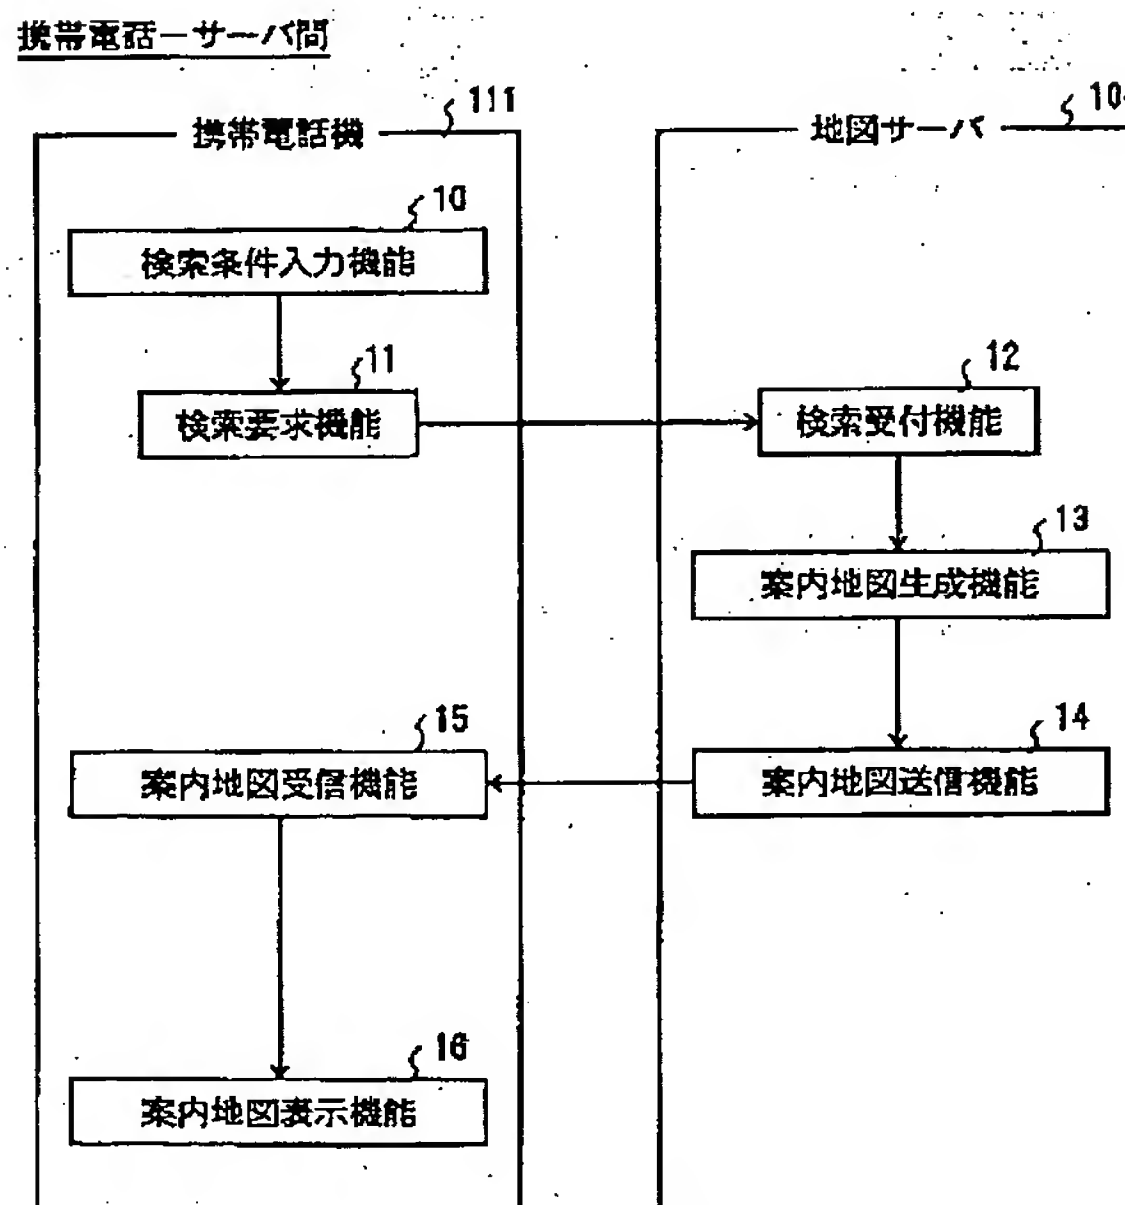 携帯電話－サーバ間
111
携帯電話機
地図サーバ
10
検索条件入力機能
11
検索要求機能
12
検索受付機能
13
案内地図生成機能
15
案内地図受信機能
14
案内地図送信機能
16
案内地図表示機能